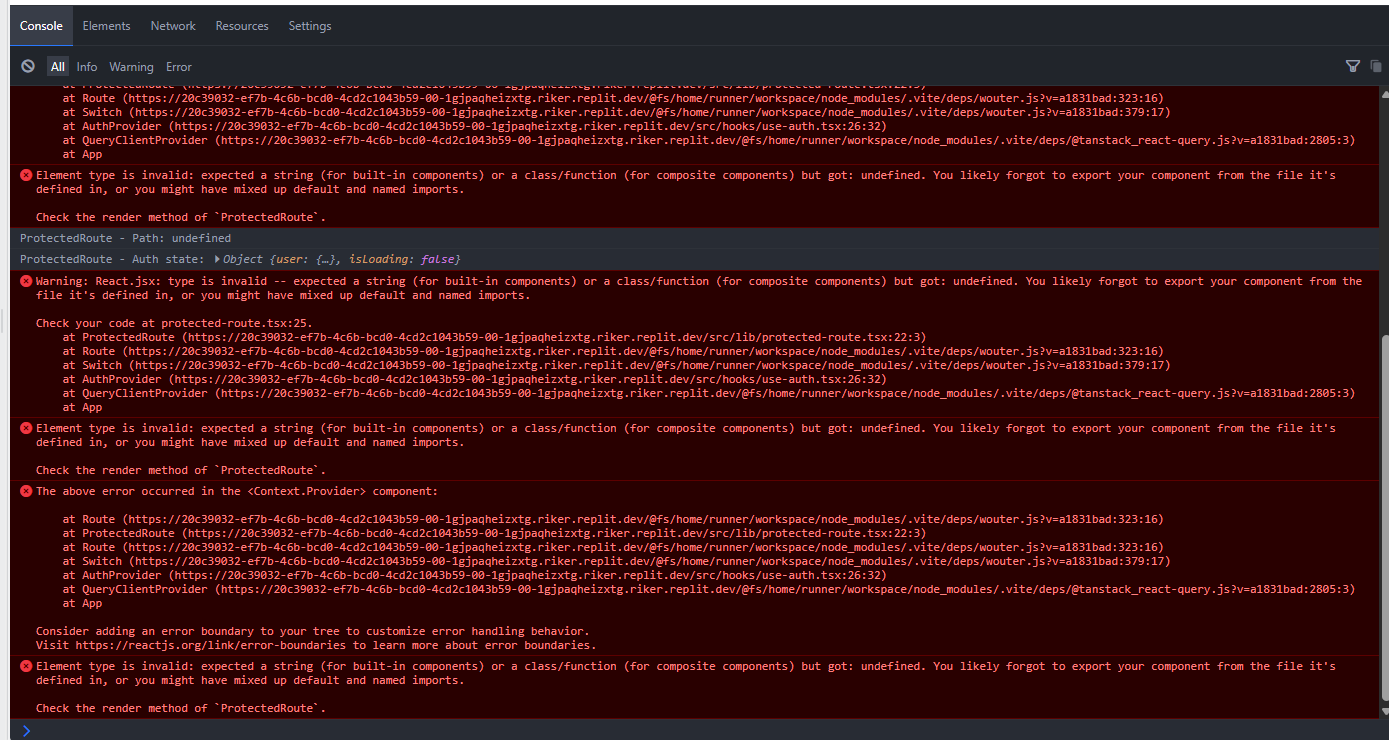 Console Elements Network Resources Settings
All Info Warning Error
at Route (https://20c39032-ef7b-4c6b-bcd0-4cd2c1043b59-00-1gjpaqheizxtg.riker.replit.dev/@fs/home/runner/workspace/node_modules/.vite/deps/wouter.js?v=a1831bad:323:16)
at Switch (https://20c39032-ef7b-4c6b-bcd0-4cd2c1043b59-00-1gjpaqheizxtg.riker.replit.dev/@fs/home/runner/workspace/node_modules/.vite/deps/wouter.js?v=a1831bad:379:17)
at AuthProvider (https://20c39032-ef7b-4c6b-bcd0-4cd2c1043b59-00-1gjpaqheizxtg.riker.replit.dev/src/hooks/use-auth.tsx:26:32)
at QueryClientProvider (https://20c39032-ef7b-4c6b-bcd0-4cd2c1043b59-00-1gjpaqheizxtg.riker.replit.dev/@fs/home/runner/workspace/node_modules/.vite/deps/@tanstack_react-query.js?v=a1831bad:2805:3)
at App
Element type is invalid: expected a string (for built-in components) or a class/function (for composite components) but got: undefined. You likely forgot to export your component from the file it's
defined in, or you might have mixed up default and named imports.
Check the render method of `ProtectedRoute`.
ProtectedRoute - Path: undefined
ProtectedRoute - Auth state: Object {user: {…}, isLoading: false}
Warning: React.jsx: type is invalid -- expected a string (for built-in components) or a class/function (for composite components) but got: undefined. You likely forgot to export your component from the
file it's defined in, or you might have mixed up default and named imports.
Check your code at protected-route.tsx:25.
at ProtectedRoute (https://20c39032-ef7b-4c6b-bcd0-4cd2c1043b59-00-1gjpaqheizxtg.riker.replit.dev/src/lib/protected-route.tsx:22:3)
at Route (https://20c39032-ef7b-4c6b-bcd0-4cd2c1043b59-00-1gjpaqheizxtg.riker.replit.dev/@fs/home/runner/workspace/node_modules/.vite/deps/wouter.js?v=a1831bad:323:16)
at Switch (https://20c39032-ef7b-4c6b-bcd0-4cd2c1043b59-00-1gjpaqheizxtg.riker.replit.dev/@fs/home/runner/workspace/node_modules/.vite/deps/wouter.js?v=a1831bad:379:17)
at AuthProvider (https://20c39032-ef7b-4c6b-bcd0-4cd2c1043b59-00-1gjpaqheizxtg.riker.replit.dev/src/hooks/use-auth.tsx:26:32)
at QueryClientProvider (https://20c39032-ef7b-4c6b-bcd0-4cd2c1043b59-00-1gjpaqheizxtg.riker.replit.dev/@fs/home/runner/workspace/node_modules/.vite/deps/@tanstack_react-query.js?v=a1831bad:2805:3)
at App
Element type is invalid: expected a string (for built-in components) or a class/function (for composite components) but got: undefined. You likely forgot to export your component from the file it's
defined in, or you might have mixed up default and named imports.
Check the render method of `ProtectedRoute`.
The above error occurred in the <Context.Provider> component:
at Route (https://20c39032-ef7b-4c6b-bcd0-4cd2c1043b59-00-1gjpaqheizxtg.riker.replit.dev/@fs/home/runner/workspace/node_modules/.vite/deps/wouter.js?v=a1831bad:323:16)
at ProtectedRoute (https://20c39032-ef7b-4c6b-bcd0-4cd2c1043b59-00-1gjpaqheizxtg.riker.replit.dev/src/lib/protected-route.tsx:22:3)
at Route (https://20c39032-ef7b-4c6b-bcd0-4cd2c1043b59-00-1gjpaqheizxtg.riker.replit.dev/@fs/home/runner/workspace/node_modules/.vite/deps/wouter.js?v=a1831bad:323:16)
at Switch (https://20c39032-ef7b-4c6b-bcd0-4cd2c1043b59-00-1gjpaqheizxtg.riker.replit.dev/@fs/home/runner/workspace/node_modules/.vite/deps/wouter.js?v=a1831bad:379:17)
at AuthProvider (https://20c39032-ef7b-4c6b-bcd0-4cd2c1043b59-00-1gjpaqheizxtg.riker.replit.dev/src/hooks/use-auth.tsx:26:32)
at QueryClientProvider (https://20c39032-ef7b-4c6b-bcd0-4cd2c1043b59-00-1gjpaqheizxtg.riker.replit.dev/@fs/home/runner/workspace/node_modules/.vite/deps/@tanstack_react-query.js?v=a1831bad:2805:3)
at App
Consider adding an error boundary to your tree to customize error handling behavior.
Visit https://reactjs.org/link/error-boundaries to learn more about error boundaries.
Element type is invalid: expected a string (for built-in components) or a class/function (for composite components) but got: undefined. You likely forgot to export your component from the file it's
defined in, or you might have mixed up default and named imports.
Check the render method of `ProtectedRoute`.